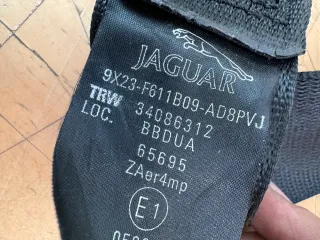 JAGUAR
9X23-F611B09-AD8PVJ
TRW 34086312
LOC. BBDUA
65695
ZAer4mp
E1